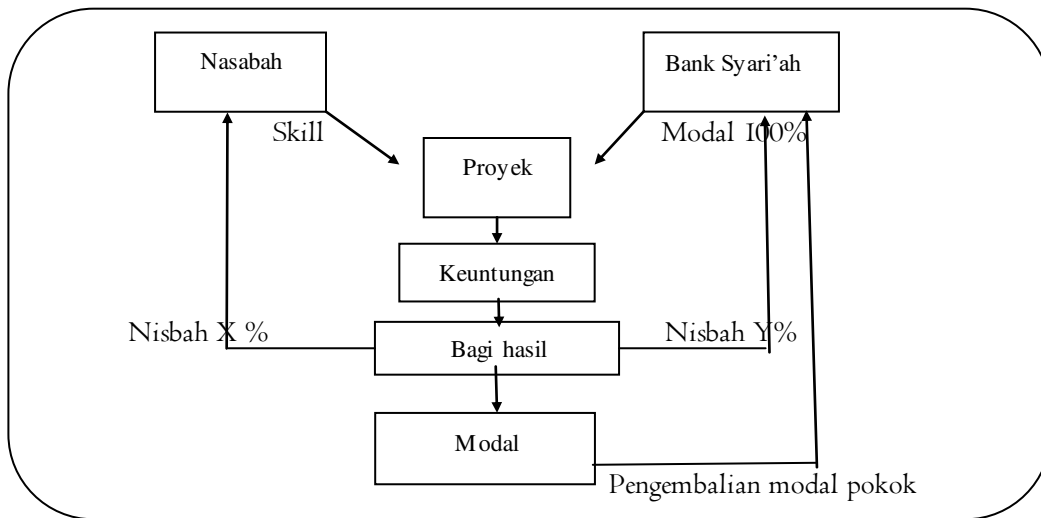 Nasabah
Bank Syari’ah
Skill
Modal 100%
Proyek
Keuntungan
Nisbah X %
Bagi hasil
Nisbah Y%
Modal
Pengembalian modal pokok